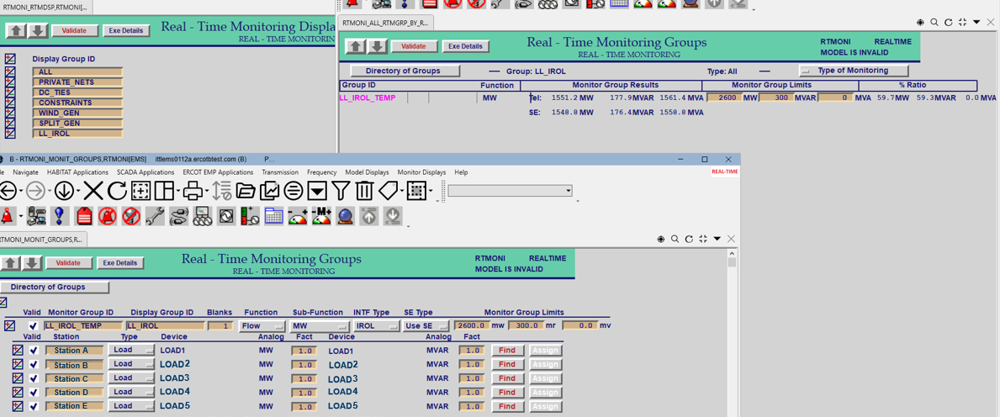 RTMONI_RTMDSP,RTMONI[...
Validate
Exe Details
Real - Time Monitoring Displa
REAL - TIME MONITORIN
Display Group ID
ALL
PRIVATE_NETS
DC_TIES
CONSTRAINTS
WIND_GEN
SPLIT_GEN
LL_IROL
RTMONI_ALL_RTMGRP_BY_R...
Validate
Exe Details
Real - Time Monitoring Groups
REAL - TIME MONITORING
RTMONI REALTIME
MODEL IS INVALID
Directory of Groups
Group: LL_IROL
Type: All
Type of Monitoring
Group ID Function Monitor Group Results Monitor Group Limits % Ratio
LL_IROL_TEMP MW Tel: 1551.2 MW 177.9 MVAR 1561.4 MVA 2600 MW 300 MVAR 0 MVA 59.7 MW 59.3 MVAR 0.0 MVA
SE: 1548.8 MW 176.4 MVAR 1558.8 MVA
B - RTMONI_MONIT_GROUPS,RTMONI[EMS] ittlems0112a.ercotbtest.com (B) P...
le Navigate HABITAT Applications SCADA Applications ERCOT EMP Applications Transmission Frequency Model Displays Monitor Displays Help
REAL-TIME
RTMONI_MONIT_GROUPS,R...
Validate
Exe Details
Real - Time Monitoring Groups
REAL - TIME MONITORING
RTMONI REALTIME
MODEL IS INVALID
Directory of Groups
Valid Monitor Group ID Display Group ID Blanks Function Sub-Function INTF Type SE Type Monitor Group Limits
LL_IROL_TEMP LL_IROL 1 Flow MW IROL Use SE 2600.0 mw 300.0 mr 0.0 mv
Valid Station Type Device Analog Fact Device Analog Fact
Station A Load LOAD1 MW 1.0 LOAD1 MVAR 1.0 Find Assign
Station B Load LOAD2 MW 1.0 LOAD2 MVAR 1.0 Find Assign
Station C Load LOAD3 MW 1.0 LOAD3 MVAR 1.0 Find Assign
Station D Load LOAD4 MW 1.0 LOAD4 MVAR 1.0 Find Assign
Station E Load LOAD5 MW 1.0 LOAD5 MVAR 1.0 Find Assign